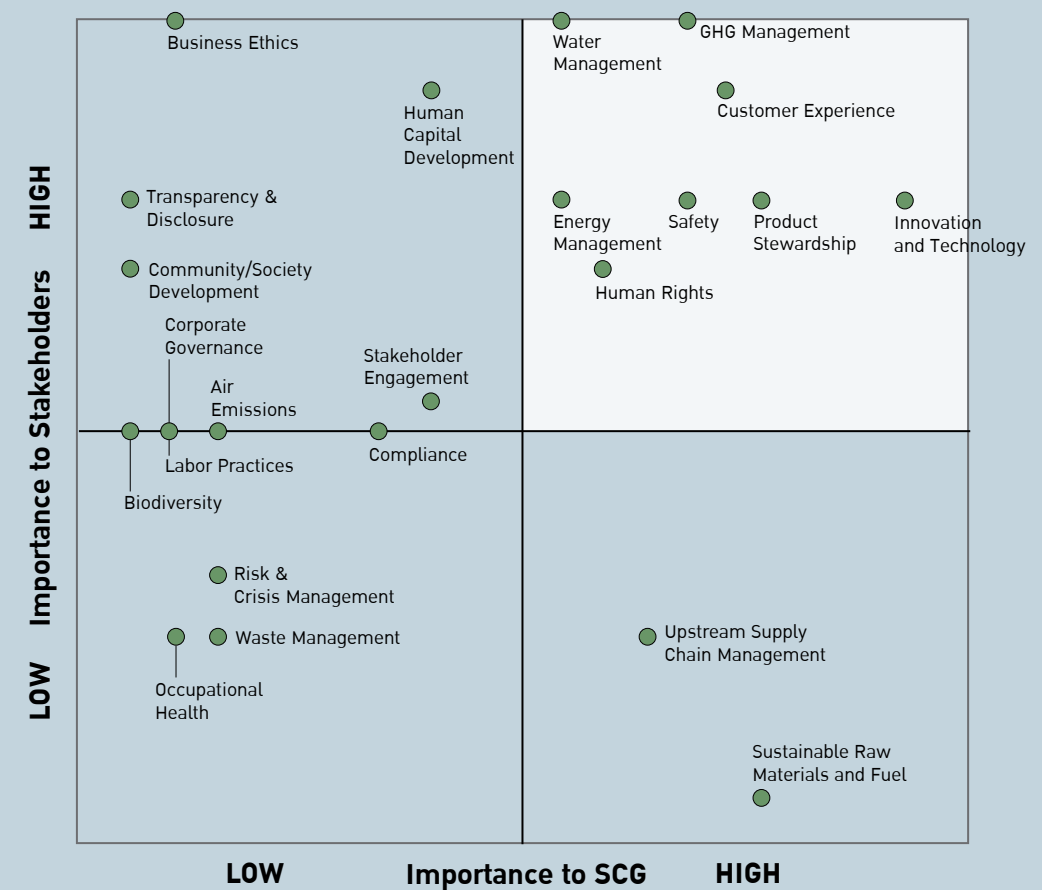 Business Ethics
Water
Management
GHG Management
Human
Capital
Development
Customer Experience
Transparency &
Disclosure
Energy
Management
Safety
Product
Stewardship
Innovation
and Technology
Community/Society
Development
Human Rights
Corporate
Governance
Air
Emissions
Stakeholder
Engagement
Labor Practices
Compliance
Biodiversity
Risk &
Crisis Management
Waste Management
Occupational
Health
Upstream Supply
Chain Management
Sustainable Raw
Materials and Fuel
LOW Importance to Stakeholders HIGH
LOW Importance to SCG HIGH